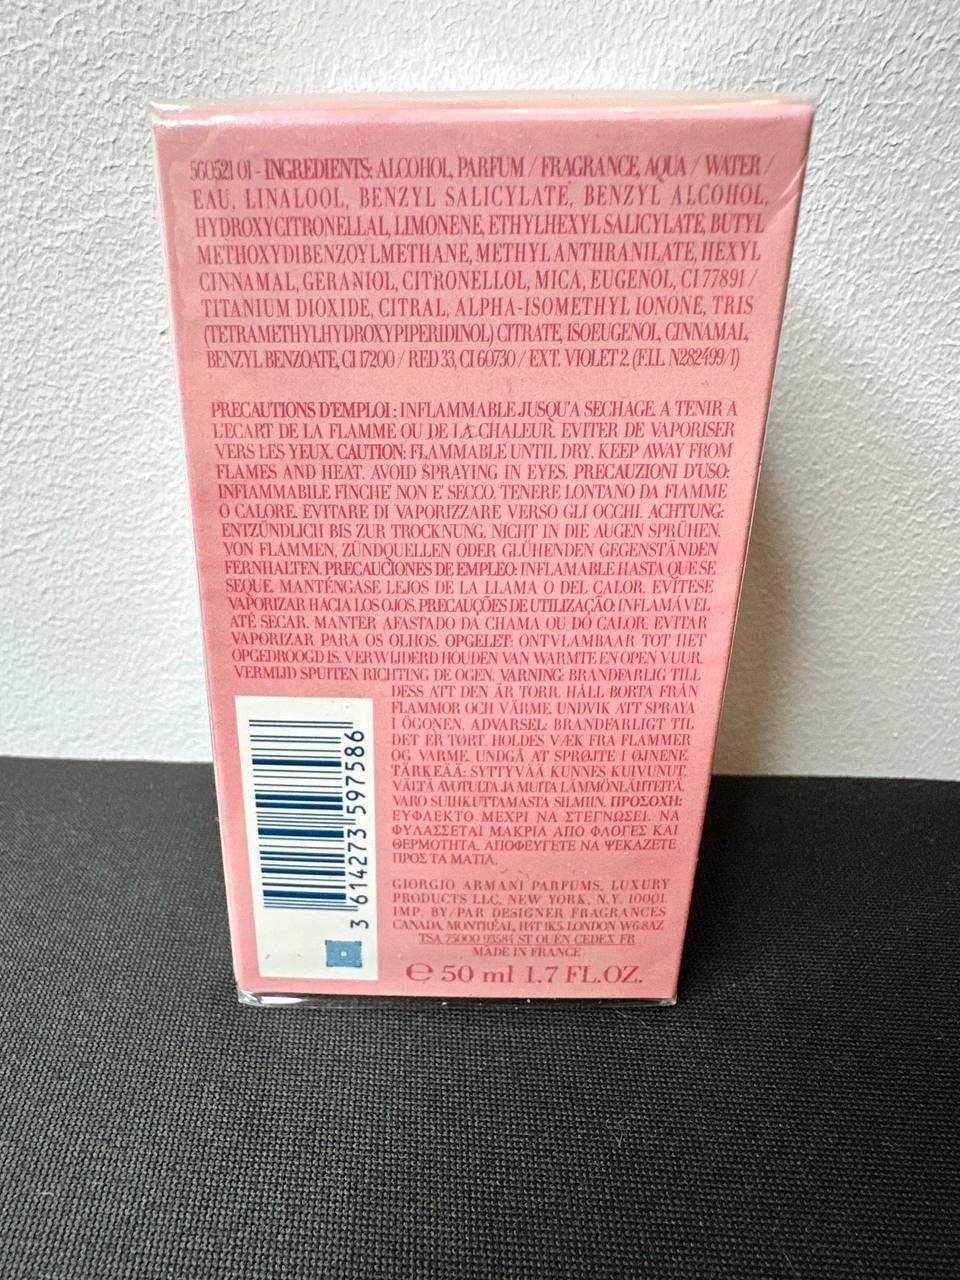 560521 01 - INGREDIENTS: ALCOHOL, PARFUM / FRAGRANCE, AQUA / WATER /
EAU, LINALOOL, BENZYL SALICYLATE, BENZYL ALCOHOL,
HYDROXYCITRONELLAL, LIMONENE, ETHYLHEXYL SALICYLATE, BUTYL
METHOXYDIBENZOYLMETHANE, METHYL ANTHRANILATE, HEXYL
CINNAMAL, GERANIOL, CITRONELLOL, MICA, EUGENOL, CI 77891 /
TITANIUM DIOXIDE, CITRAL, ALPHA-ISOMETHYL IONONE, TRIS
(TETRAMETHYLHYDROXYPIPERIDINOL) CITRATE, ISOEUGENOL, CINNAMAL,
BENZYL BENZOATE, CI 17200 / RED 33, CI 60730 / EXT. VIOLET 2. (F.I.L. N282499/1)
PRECAUTIONS D'EMPLOI : INFLAMMABLE JUSQU'A SECHAGE. A TENIR A
L'ECART DE LA FLAMME OU DE LA CHALEUR. EVITER DE VAPORISER
VERS LES YEUX. CAUTION: FLAMMABLE UNTIL DRY. KEEP AWAY FROM
FLAMES AND HEAT. AVOID SPRAYING IN EYES. PRECAUZIONI D'USO:
INFIAMMABILE FINCHE' NON E' SECCO. TENERE LONTANO DA FIAMME
O CALORE. EVITARE DI VAPORIZZARE VERSO GLI OCCHI. ACHTUNG:
ENTZÜNDLICH BIS ZUR TROCKNUNG. NICHT IN DIE AUGEN SPRÜHEN.
VON FLAMMEN, ZÜNDQUELLEN ODER GLÜHENDEN GEGENSTÄNDEN
FERNHALTEN. PRECAUCIONES DE EMPLEO: INFLAMABLE HASTA QUE SE
SEQUE. MANTÉNGASE LEJOS DE LA LLAMA O DEL CALOR. EVÍTESE
VAPORIZAR HACIA LOS OJOS. PRECAUÇÕES DE UTILIZAÇÃO: INFLAMÁVEL
ATÉ SECAR. MANTER AFASTADO DA CHAMA OU DO CALOR. EVITAR
VAPORIZAR PARA OS OLHOS. OPGELET: ONTVLAMBAAR TOT HET
OPGEDROOGD IS. VERWIJDERD HOUDEN VAN WARMTE EN OPEN VUUR.
VERMIJD SPUITEN RICHTING DE OGEN. VARNING: BRANDFARLIG TILL
DESS ATT DEN ÄR TORR. HÅLL BORTA FRÅN
FLAMMOR OCH VÄRME. UNDVIK ATT SPRAYA
I ÖGONEN. ADVARSEL: BRANDFARLIGT TIL
DET ER TØRT. HOLDES VÆK FRA FLAMMER
OG VARME. UNDGÅ AT SPRØJTE I ØJNENE.
TÄRKEÄÄ: SYTTYVÄÄ KUNNES KUIVUNUT.
VÄLTÄ AVOTULTA JA MUITA LÄMMÖNLÄHTEITÄ.
VARO SUIHKUTTAMASTA SILMIIN. ΠΡΟΣΟΧΗ:
ΕΥΦΛΕΚΤΟ ΜΕΧΡΙ ΝΑ ΣΤΕΓΝΩΣΕΙ. ΝΑ
ΦΥΛΑΣΣΕΤΑΙ ΜΑΚΡΙΑ ΑΠΟ ΦΛΟΓΕΣ ΚΑΙ
ΘΕΡΜΟΤΗΤΑ. ΑΠΟΦΕΥΓΕΤΕ ΝΑ ΨΕΚΑΖΕΤΕ
ΠΡΟΣ ΤΑ ΜΑΤΙΑ.
GIORGIO ARMANI PARFUMS, LUXURY
PRODUCTS LLC, NEW YORK, N.Y. 10001.
IMP. BY/PAR DESIGNER FRAGRANCES
CANADA, MONTRÉAL, H4T 1K5. LONDON W6 8AZ
TSA 75000 93584 ST OUEN CEDEX FR
MADE IN FRANCE
℮ 50 ml 1.7 FL.OZ.
3 614273 597586